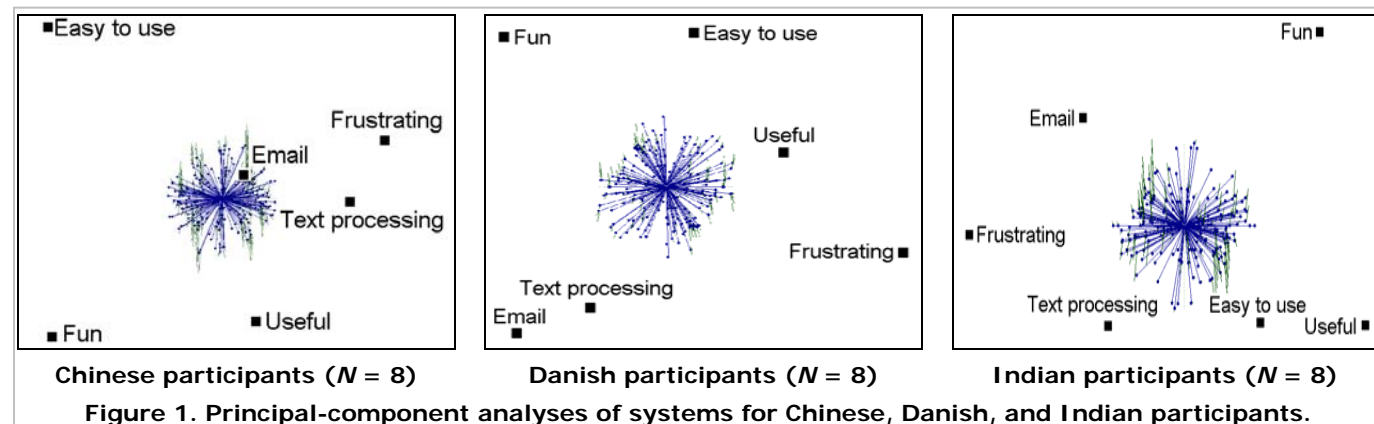 Easy to use
Frustrating
Email
Text processing
Useful
Fun
Chinese participants (N = 8)
Fun
Easy to use
Useful
Frustrating
Text processing
Email
Danish participants (N = 8)
Fun
Email
Frustrating
Text processing
Easy to use
Useful
Indian participants (N = 8)
Figure 1. Principal-component analyses of systems for Chinese, Danish, and Indian participants.